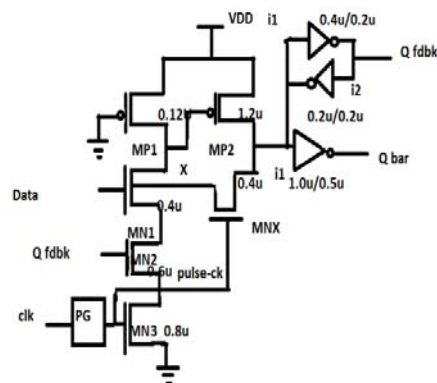 VDD
i1
0.4u/0.2u
Q fdbk
i2
0.12u
1.2u
0.2u/0.2u
MP1
MP2
Q bar
X
i1
0.4u
1.0u/0.5u
Data
0.4u
MNX
MN1
Q fdbk
MN2
0.6u
pulse-ck
clk
PG
MN3
0.8u